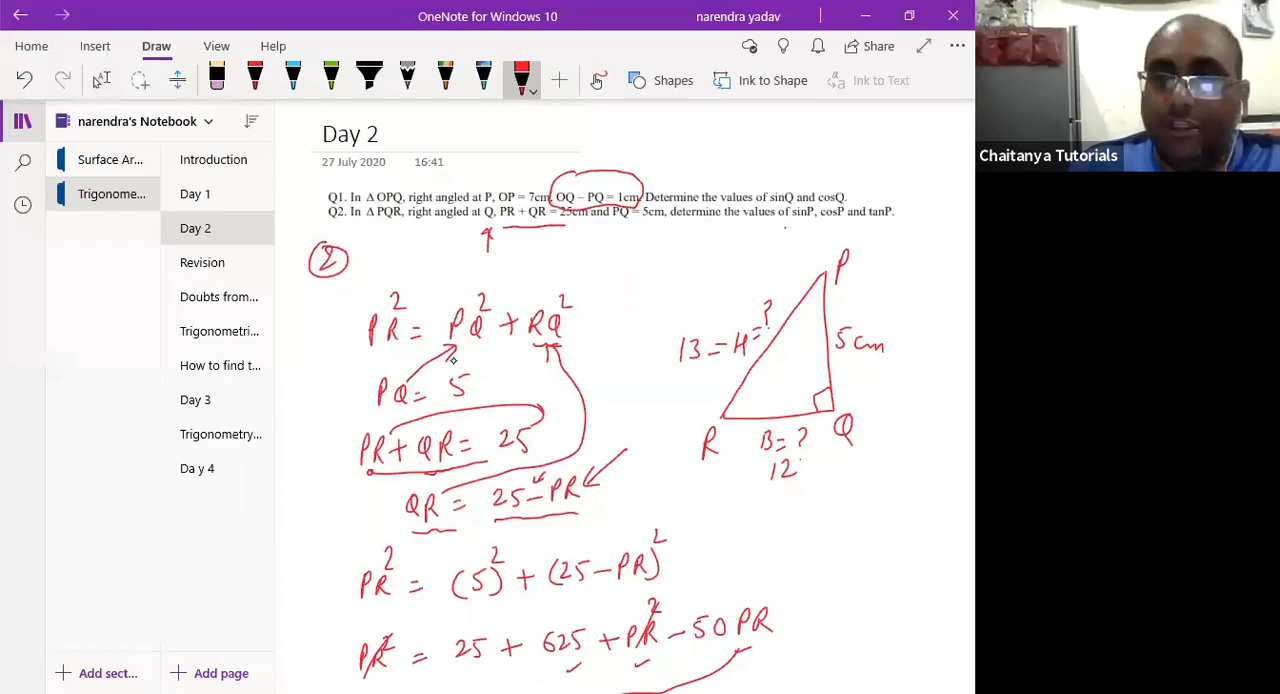 OneNote for Windows 10
narendra yadav
Home Insert Draw View Help
Share
Shapes
Ink to Shape
Ink to Text
narendra's Notebook
Surface Ar...
Trigonome...
Introduction
Day 1
Day 2
Revision
Doubts from...
Trigonometri...
How to find t...
Day 3
Trigonometry...
Da y 4
Add sect...
Add page
Day 2
27 July 2020 16:41
Q1. In Δ OPQ, right angled at P, OP = 7cm, OQ – PQ = 1cm, Determine the values of sinQ and cosQ.
Q2. In Δ PQR, right angled at Q, PR + QR = 25cm and PQ = 5cm, determine the values of sinP, cosP and tanP.
2
PR² = PQ² + RQ²
PQ = 5
PR + QR = 25
QR = 25 - PR
PR² = (5)² + (25 - PR)²
PR² = 25 + 625 + PR² - 50 PR
P
13 = H = ?
5 cm
R
B = ?
Q
12
Chaitanya Tutorials